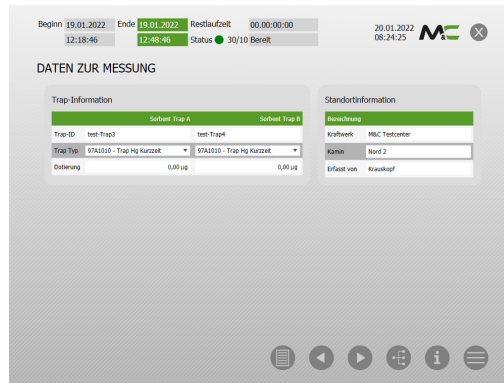 Beginn 19.01.2022 Ende 19.01.2022 Restlaufzeit 00.00:00:00
12:18:46 12:48:46 Status 30/10 Bereit
20.01.2022
08:24:25
M&C
DATEN ZUR MESSUNG
Trap-Information
Sorbent Trap A Sorbent Trap B
Trap-ID test-Trap3 test-Trap4
Trap Typ 97A1010 - Trap Hg Kurzzeit 97A1010 - Trap Hg Kurzzeit
Dotierung 0,00 µg 0,00 µg
Standortinformation
Bezeichnung
Kraftwerk M&C Testcenter
Kamin Nord 2
Erfasst von Krauskopf